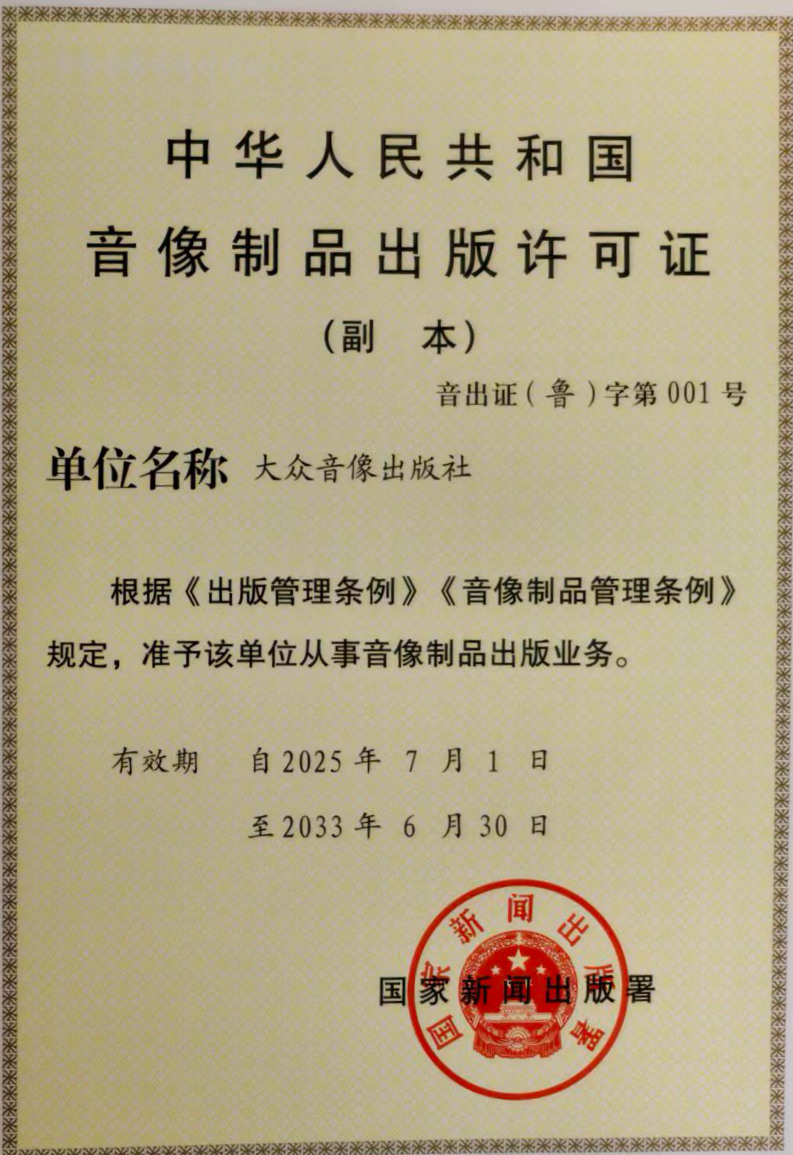 中华人民共和国
音像制品出版许可证
（副 本）
音出证（鲁）字第001号
单位名称 大众音像出版社
根据《出版管理条例》《音像制品管理条例》
规定，准予该单位从事音像制品出版业务。
有效期 自2025年 7 月 1 日
至2033年 6 月 30 日
国家新闻出版署
国家新闻出版署